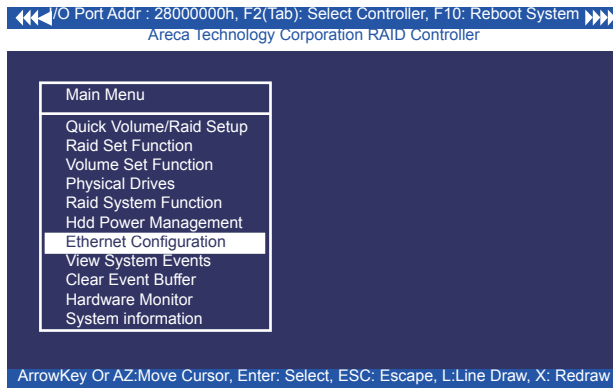 /O Port Addr : 28000000h, F2(Tab): Select Controller, F10: Reboot System
Areca Technology Corporation RAID Controller
Main Menu
Quick Volume/Raid Setup
Raid Set Function
Volume Set Function
Physical Drives
Raid System Function
Hdd Power Management
Ethernet Configuration
View System Events
Clear Event Buffer
Hardware Monitor
System information
ArrowKey Or AZ:Move Cursor, Enter: Select, ESC: Escape, L:Line Draw, X: Redraw